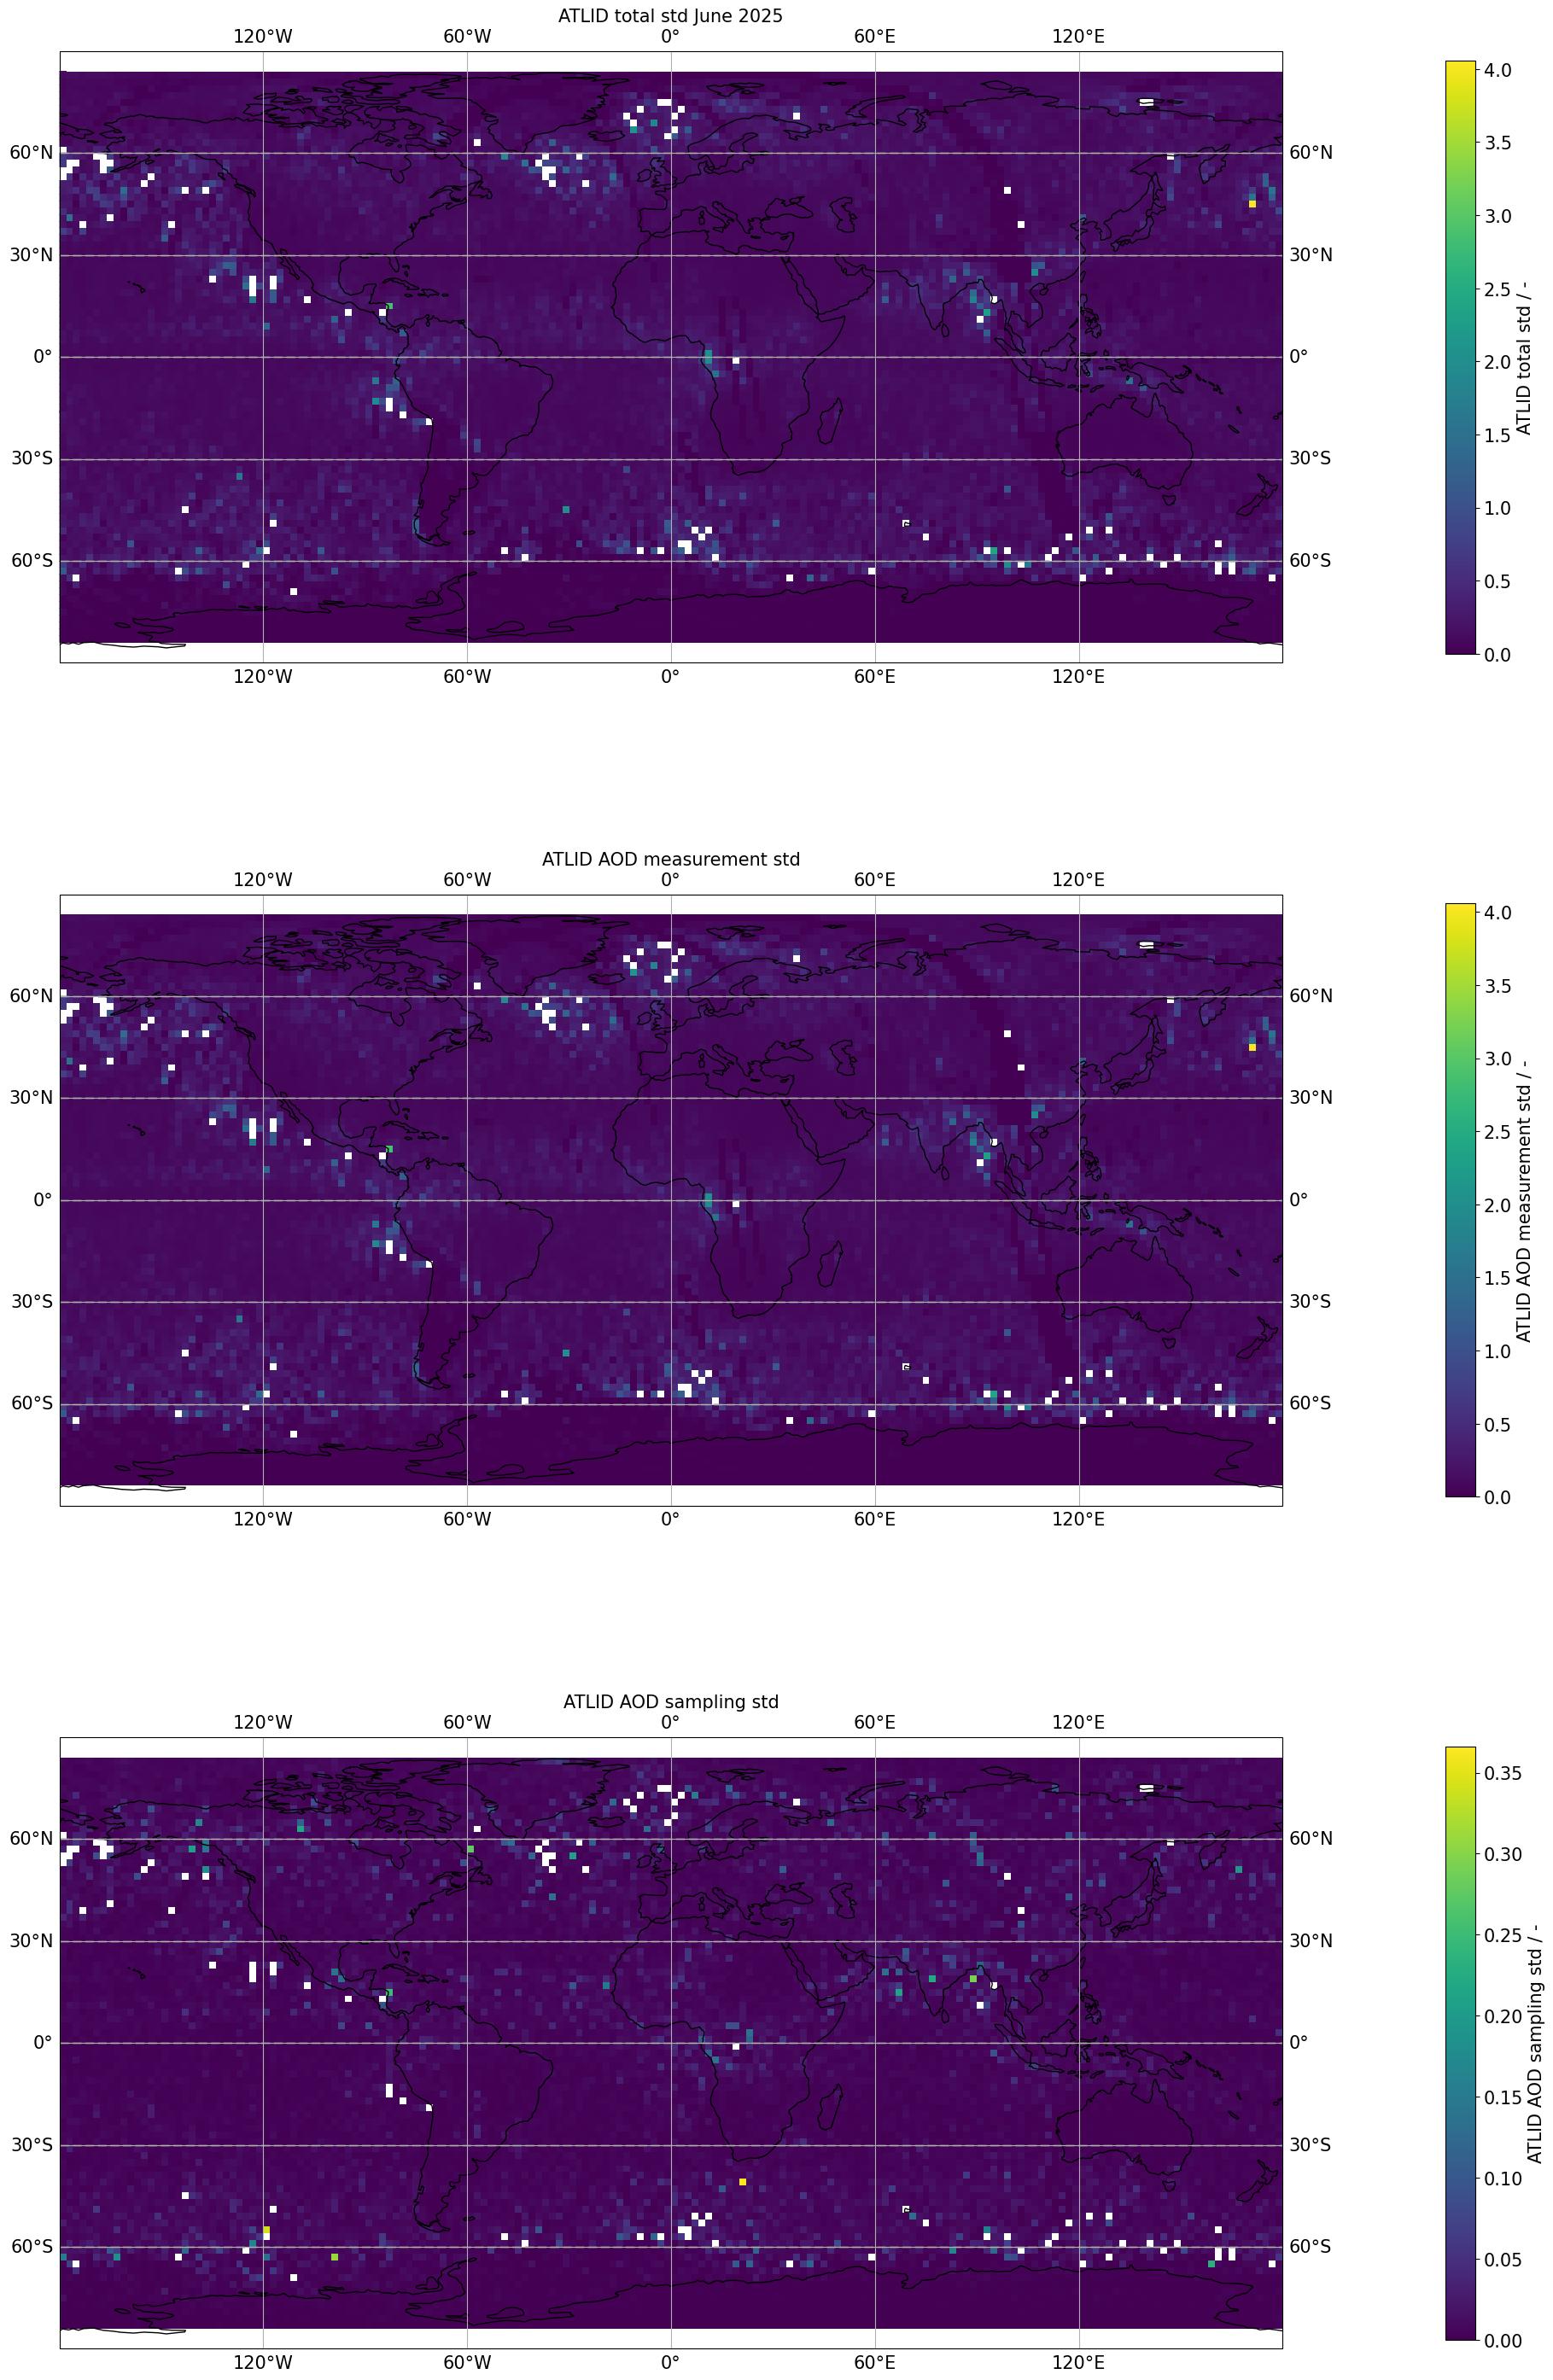 ATLID total std June 2025
120°W 60°W 0° 60°E 120°E
4.0
3.5
60°N 60°N
3.0
30°N 30°N
2.5
0° 0°
2.0
ATLID total std / -
1.5
30°S 30°S
1.0
60°S 60°S
0.5
0.0
120°W 60°W 0° 60°E 120°E
ATLID AOD measurement std
120°W 60°W 0° 60°E 120°E
4.0
3.5
60°N 60°N
3.0
30°N 30°N
2.5
0° 0°
2.0
ATLID AOD measurement std / -
1.5
30°S 30°S
1.0
60°S 60°S
0.5
0.0
120°W 60°W 0° 60°E 120°E
ATLID AOD sampling std
120°W 60°W 0° 60°E 120°E
0.35
60°N 60°N
0.30
30°N 30°N
0.25
0° 0°
0.20
ATLID AOD sampling std / -
0.15
30°S 30°S
0.10
60°S 60°S
0.05
0.00
120°W 60°W 0° 60°E 120°E